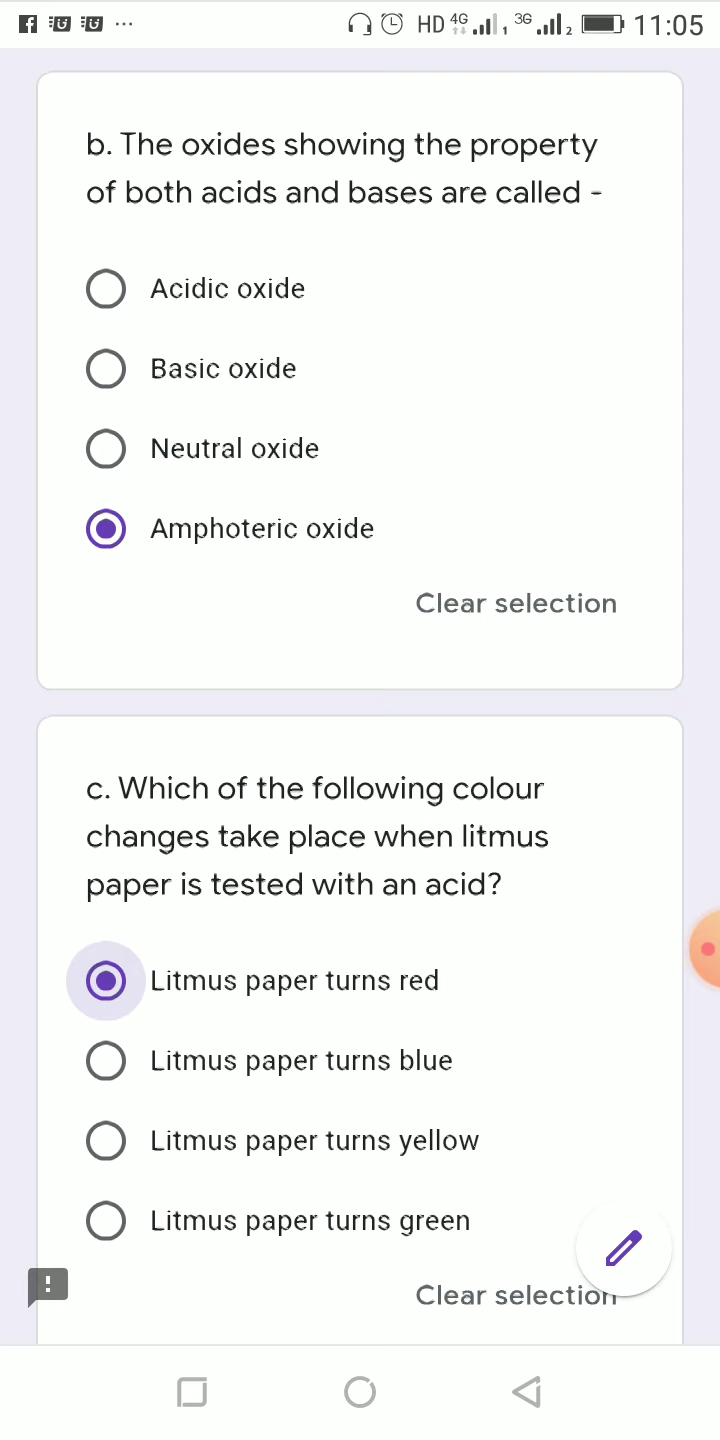 HD 4G 1 3G 2 11:05
b. The oxides showing the property
of both acids and bases are called -
Acidic oxide
Basic oxide
Neutral oxide
Amphoteric oxide
Clear selection
c. Which of the following colour
changes take place when litmus
paper is tested with an acid?
Litmus paper turns red
Litmus paper turns blue
Litmus paper turns yellow
Litmus paper turns green
Clear selection